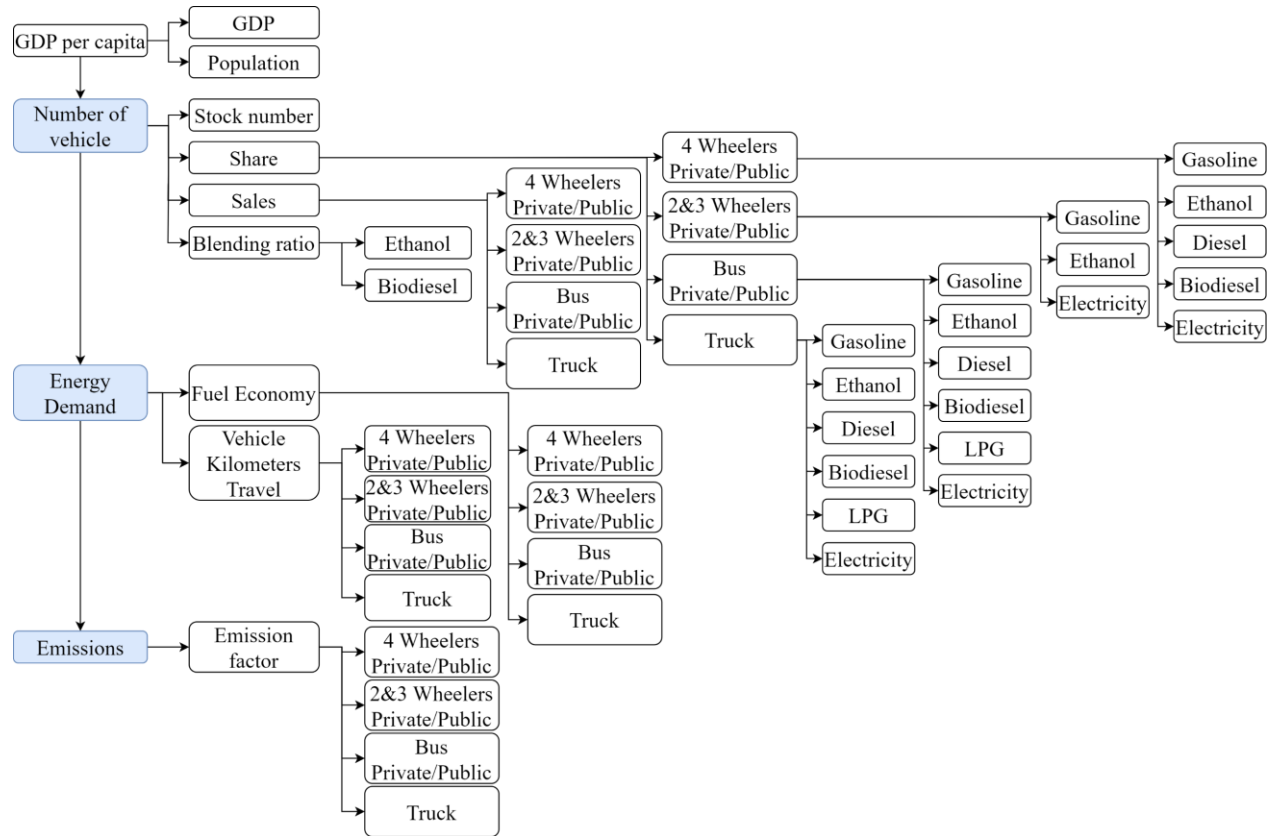 GDP per capita
GDP
Population
Number of
vehicle
Stock number
Share
Sales
Blending ratio
Ethanol
Biodiesel
4 Wheelers
Private/Public
2&3 Wheelers
Private/Public
Bus
Private/Public
Truck
4 Wheelers
Private/Public
2&3 Wheelers
Private/Public
Bus
Private/Public
Truck
Gasoline
Ethanol
Diesel
Biodiesel
LPG
Electricity
Gasoline
Ethanol
Diesel
Biodiesel
LPG
Electricity
Gasoline
Ethanol
Electricity
Gasoline
Ethanol
Diesel
Biodiesel
Electricity
Energy
Demand
Fuel Economy
Vehicle
Kilometers
Travel
4 Wheelers
Private/Public
2&3 Wheelers
Private/Public
Bus
Private/Public
Truck
4 Wheelers
Private/Public
2&3 Wheelers
Private/Public
Bus
Private/Public
Truck
Emissions
Emission
factor
4 Wheelers
Private/Public
2&3 Wheelers
Private/Public
Bus
Private/Public
Truck